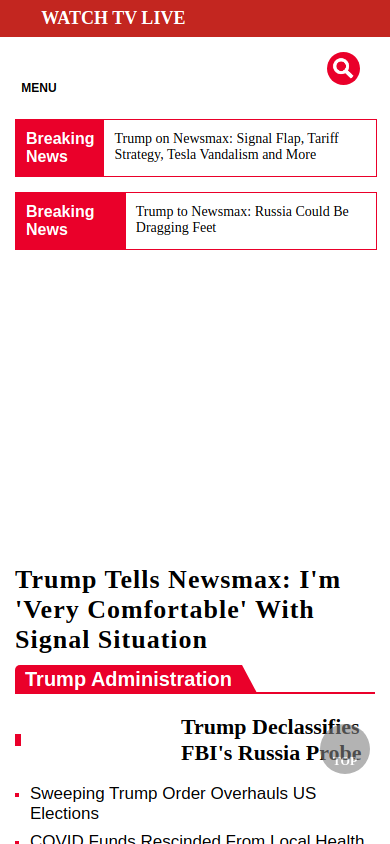 WATCH TV LIVE
MENU
Breaking
News
Trump on Newsmax: Signal Flap, Tariff
Strategy, Tesla Vandalism and More
Breaking
News
Trump to Newsmax: Russia Could Be
Dragging Feet
Trump Tells Newsmax: I'm
'Very Comfortable' With
Signal Situation
Trump Administration
Trump Declassifies
FBI's Russia Probe
TOP
Sweeping Trump Order Overhauls US
Elections
COVID Funds Rescinded From Local Health